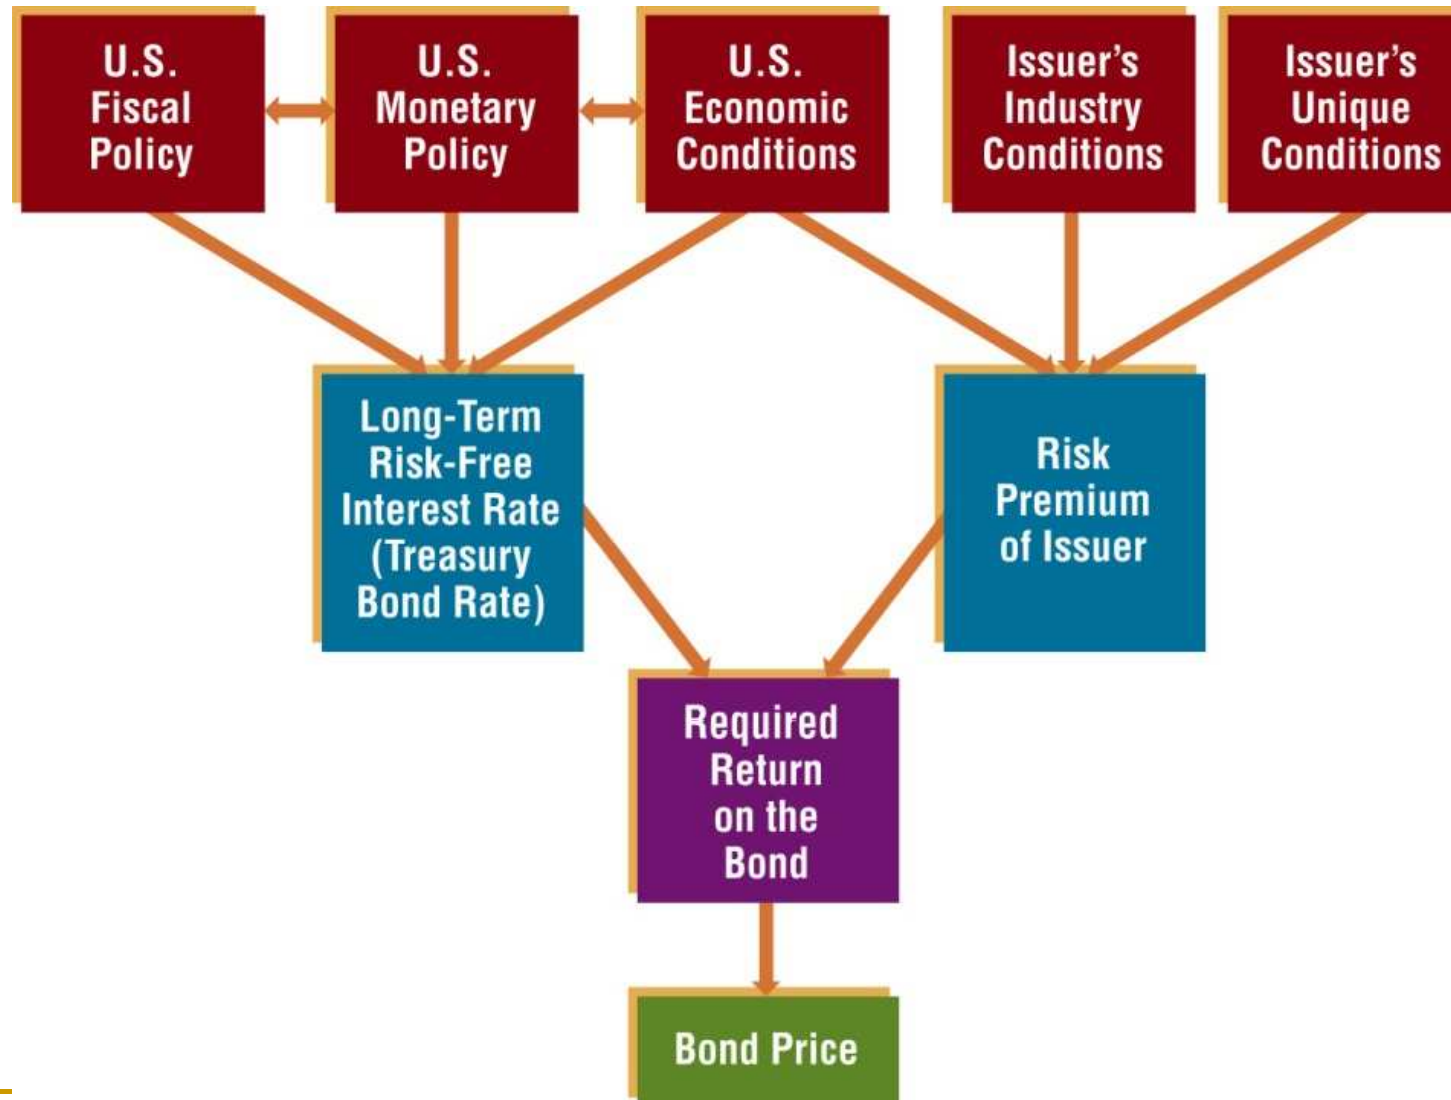 U.S.
Fiscal
Policy
U.S.
Monetary
Policy
U.S.
Economic
Conditions
Issuer's
Industry
Conditions
Issuer's
Unique
Conditions
Long-Term
Risk-Free
Interest Rate
(Treasury
Bond Rate)
Risk
Premium
of Issuer
Required
Return
on the
Bond
Bond Price